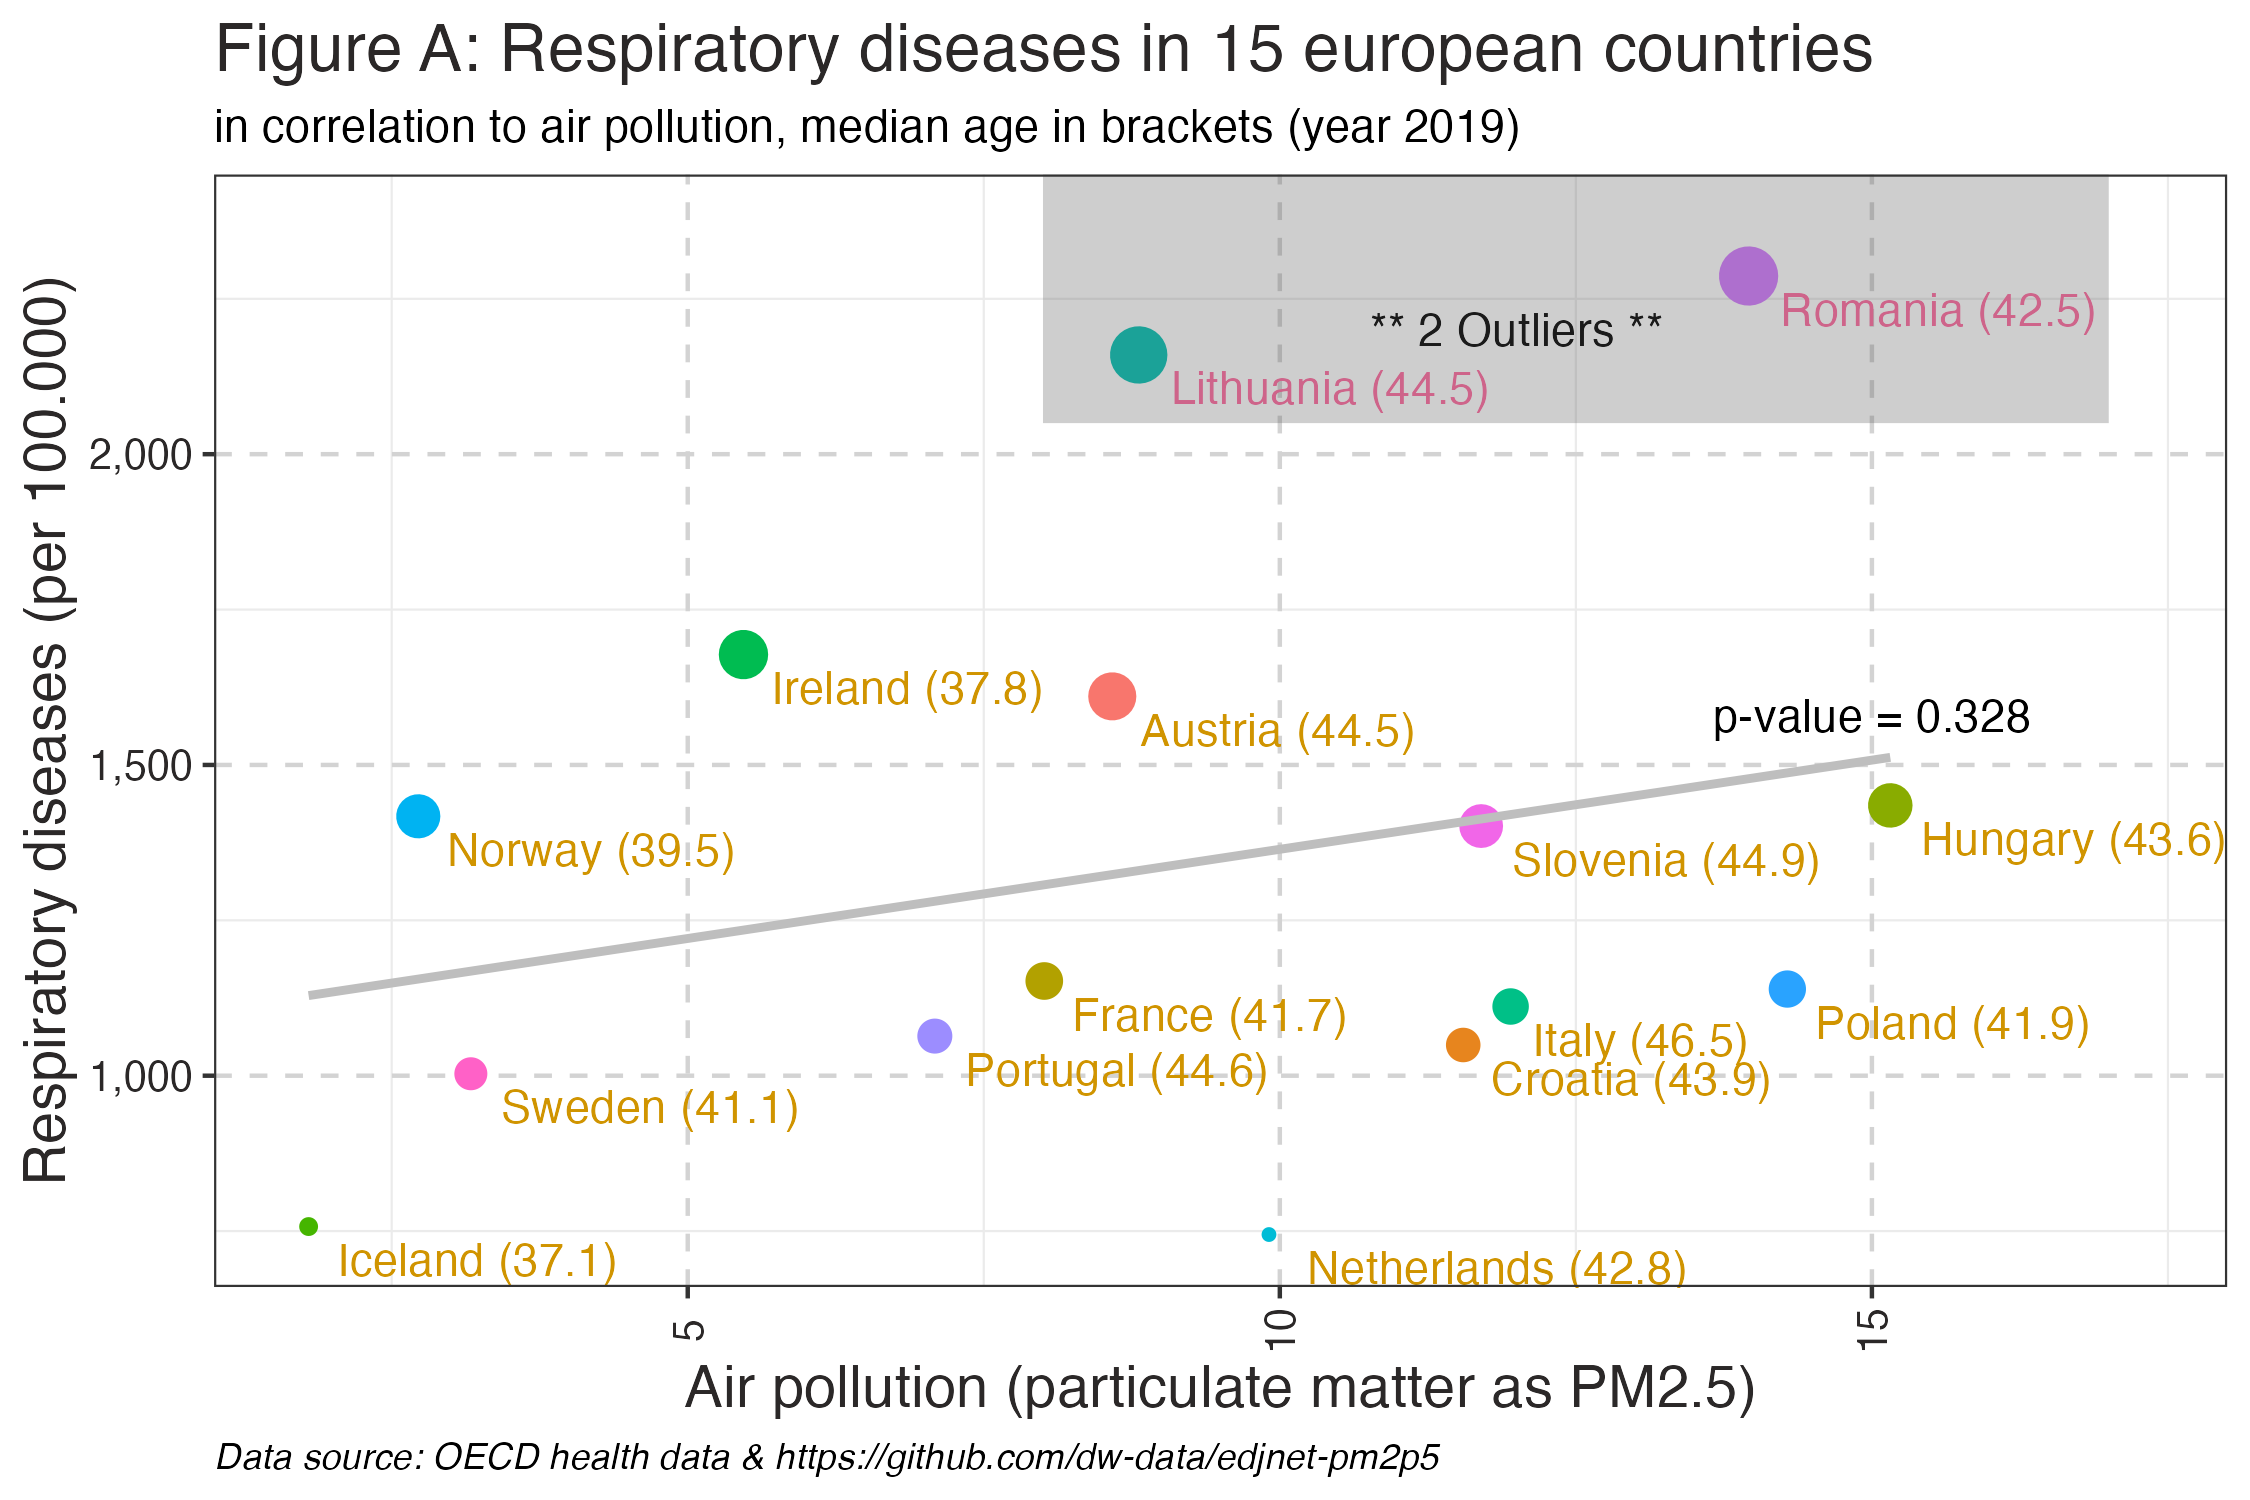 Figure A: Respiratory diseases in 15 european countries
in correlation to air pollution, median age in brackets (year 2019)
Respiratory diseases (per 100.000)
2,000
1,500
1,000
Romania (42.5)
** 2 Outliers **
Lithuania (44.5)
Ireland (37.8)
Austria (44.5)
p-value = 0.328
Norway (39.5)
Slovenia (44.9)
Hungary (43.6)
France (41.7)
Italy (46.5)
Poland (41.9)
Portugal (44.6)
Croatia (43.9)
Sweden (41.1)
Iceland (37.1)
Netherlands (42.8)
5
10
15
Air pollution (particulate matter as PM2.5)
Data source: OECD health data & https://github.com/dw-data/edjnet-pm2p5